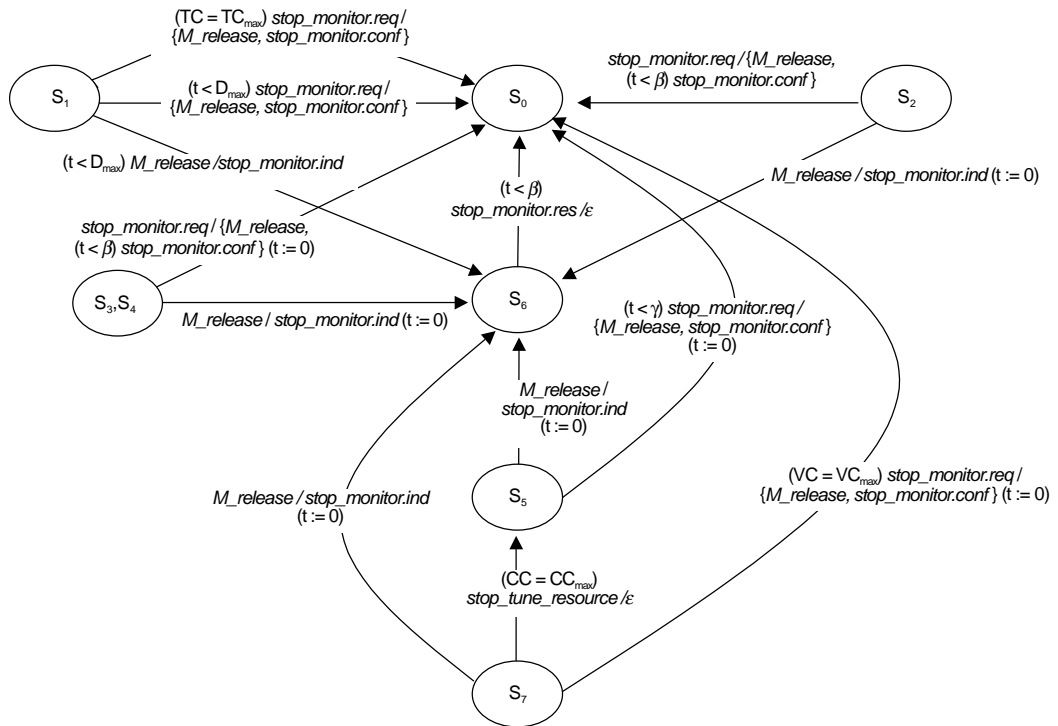 (TC = TCmax) stop_monitor.req /
{M_release, stop_monitor.conf}
S1
(t < Dmax) stop_monitor.req /
{M_release, stop_monitor.conf}
S0
stop_monitor.req / {M_release,
(t < β) stop_monitor.conf}
S2
(t < Dmax) M_release / stop_monitor.ind
M_release / stop_monitor.ind (t := 0)
(t < β)
stop_monitor.res / ε
stop_monitor.req / {M_release,
(t < β) stop_monitor.conf} (t := 0)
S3,S4
S6
M_release / stop_monitor.ind (t := 0)
(t < γ) stop_monitor.req /
{M_release, stop_monitor.conf}
(t := 0)
M_release /
stop_monitor.ind
(t := 0)
M_release / stop_monitor.ind
(t := 0)
S5
(VC = VCmax) stop_monitor.req /
{M_release, stop_monitor.conf} (t := 0)
(CC = CCmax)
stop_tune_resource / ε
S7